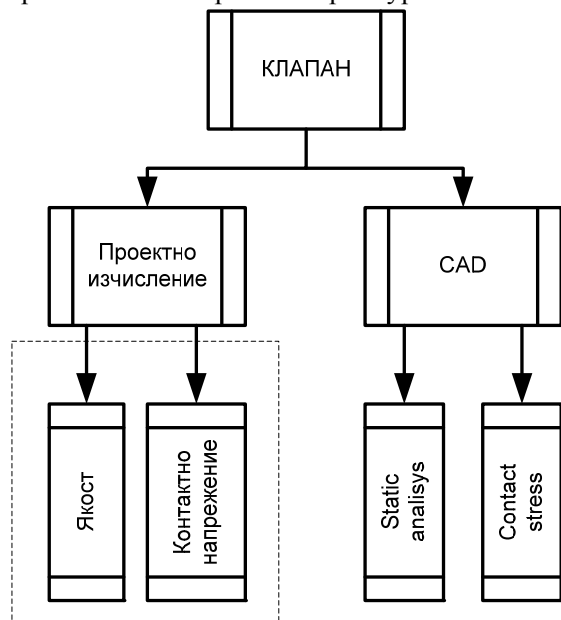 КЛАПАН
Проектно
изчисление
CAD
Якост
Контактно
напрежение
Static
analisys
Contact
stress